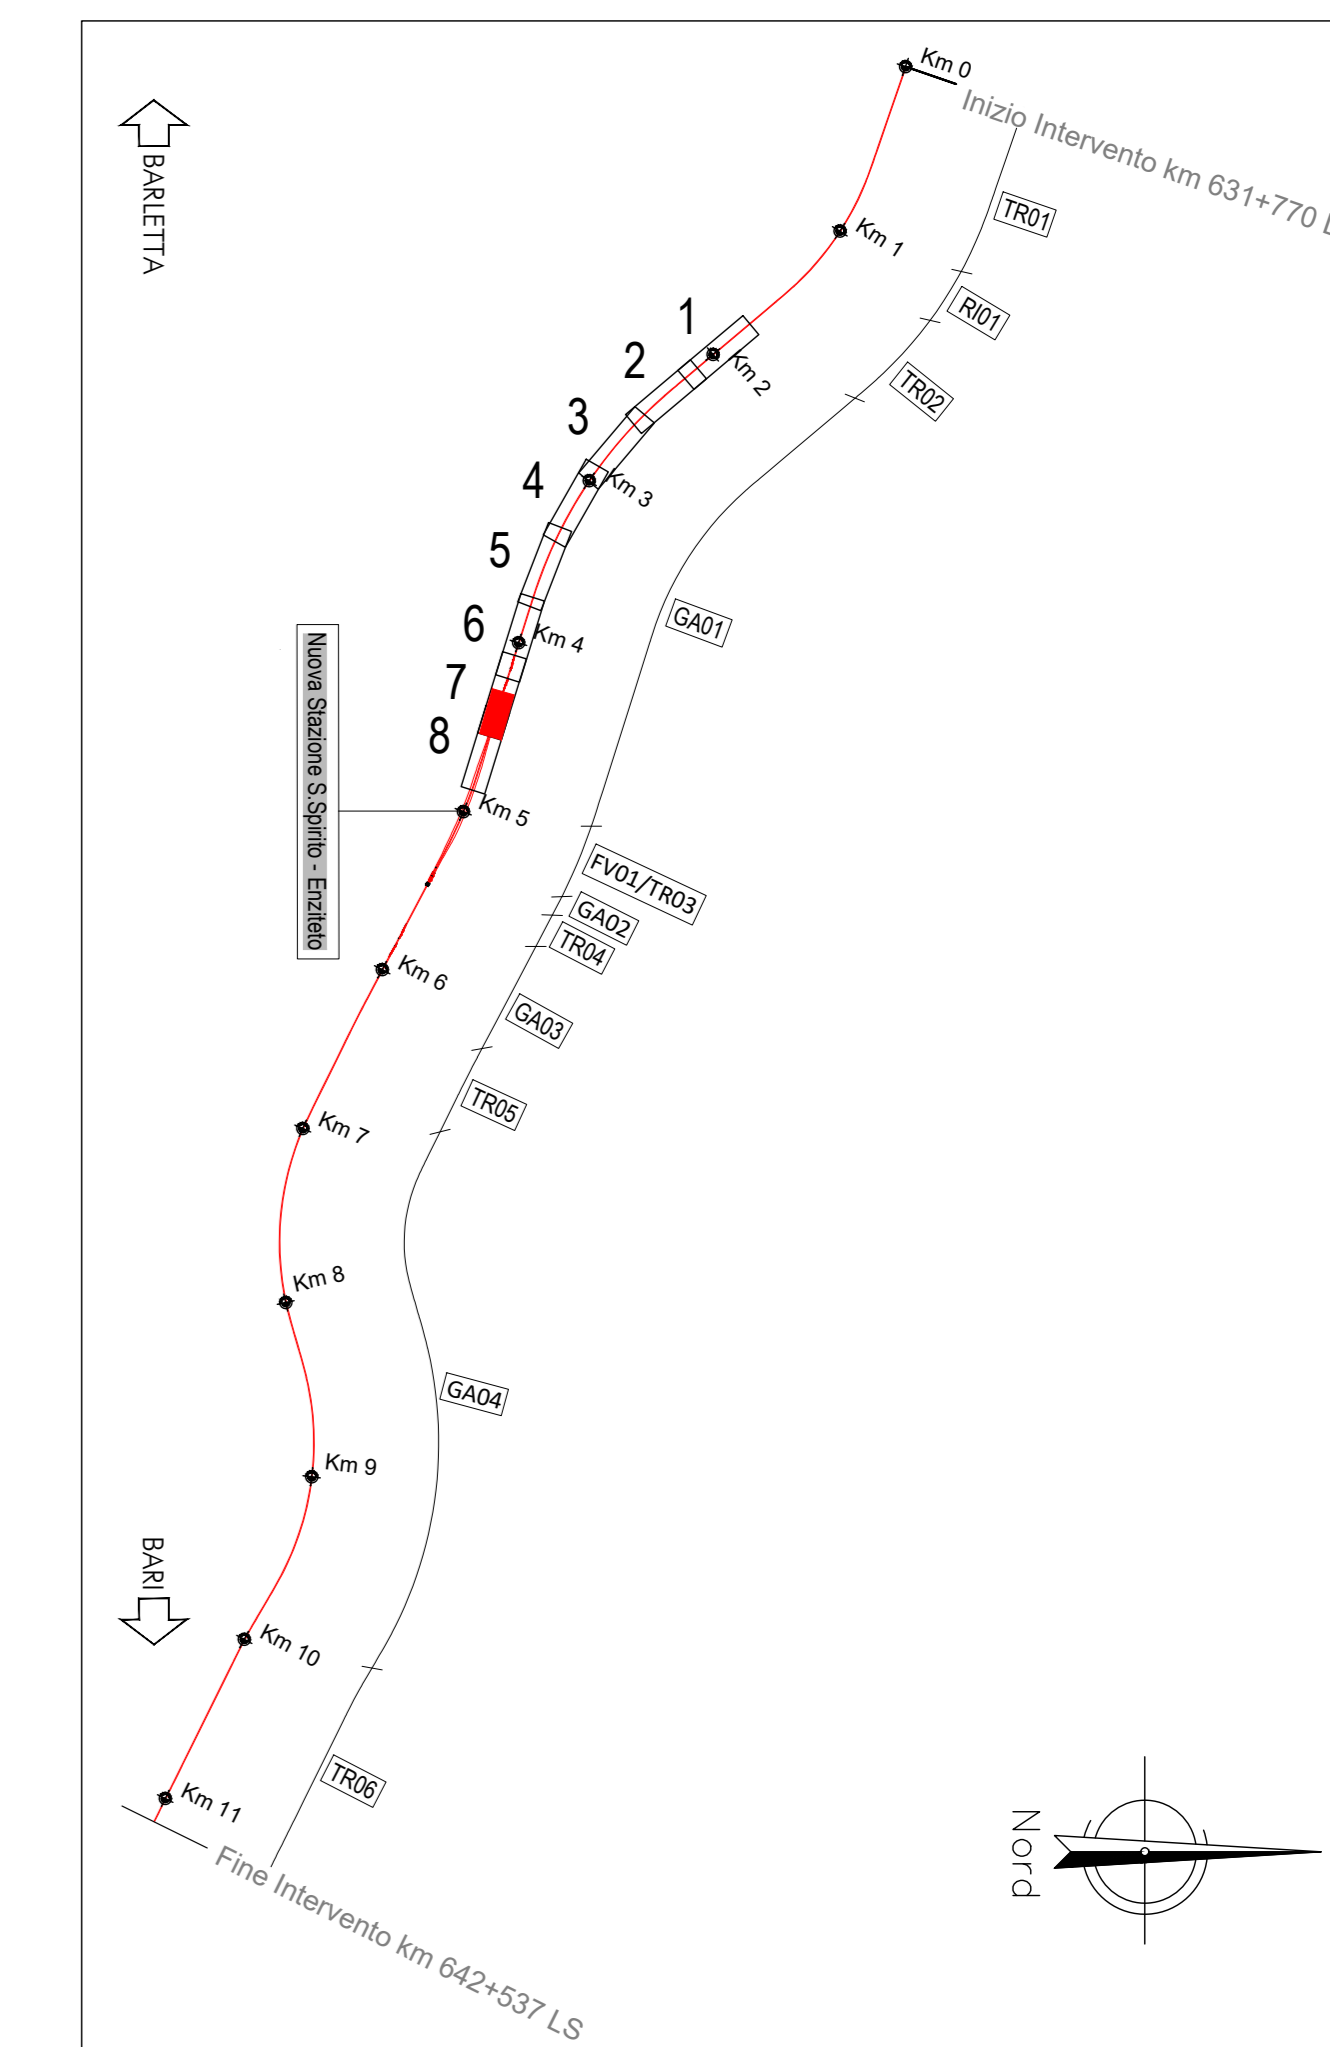 Km 0
Inizio Intervento km 631+770 L
BARLETTA
TR01
Km 1
RI01
1
Km 2
2
TR02
3
Km 3
4
5
GA01
6
Km 4
7
8
Nuova Stazione S.Spirito - Enziteto
Km 5
FV01/TR03
GA02
TR04
Km 6
GA03
TR05
Km 7
Km 8
GA04
Km 9
BARI
Km 10
TR06
Km 11
Fine Intervento km 642+537 LS
Nord